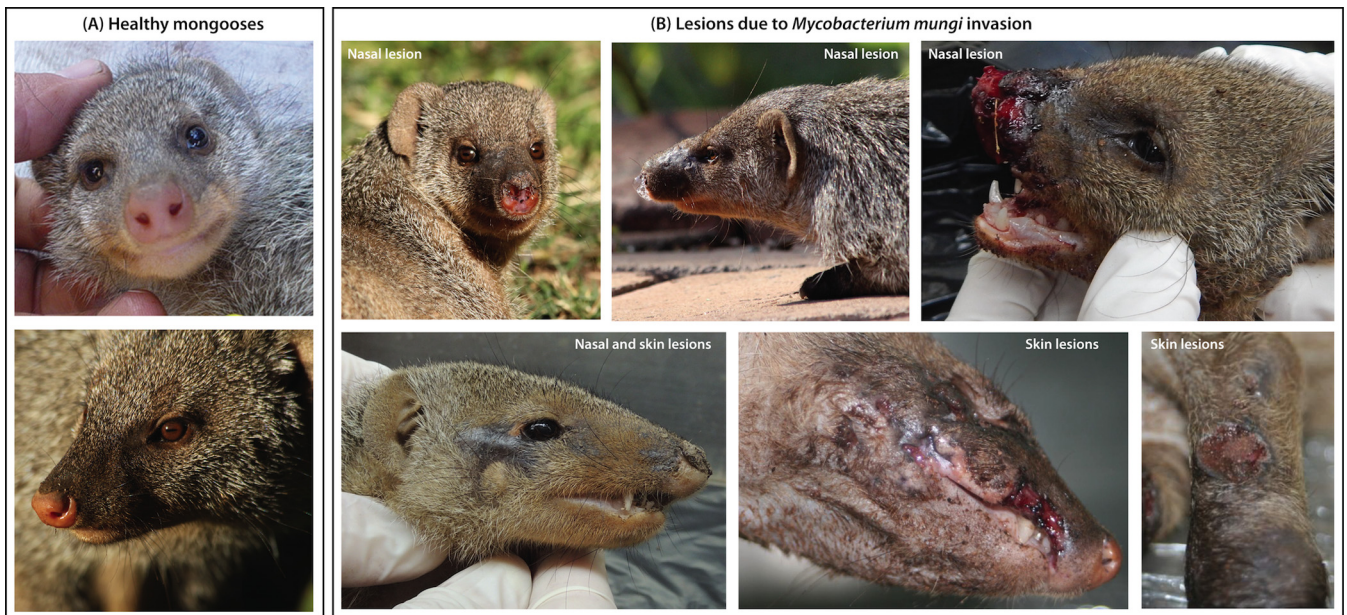 (A) Healthy mongooses
(B) Lesions due to Mycobacterium mungi invasion
Nasal lesion
Nasal lesion
Nasal lesion
Nasal and skin lesions
Skin lesions
Skin lesions